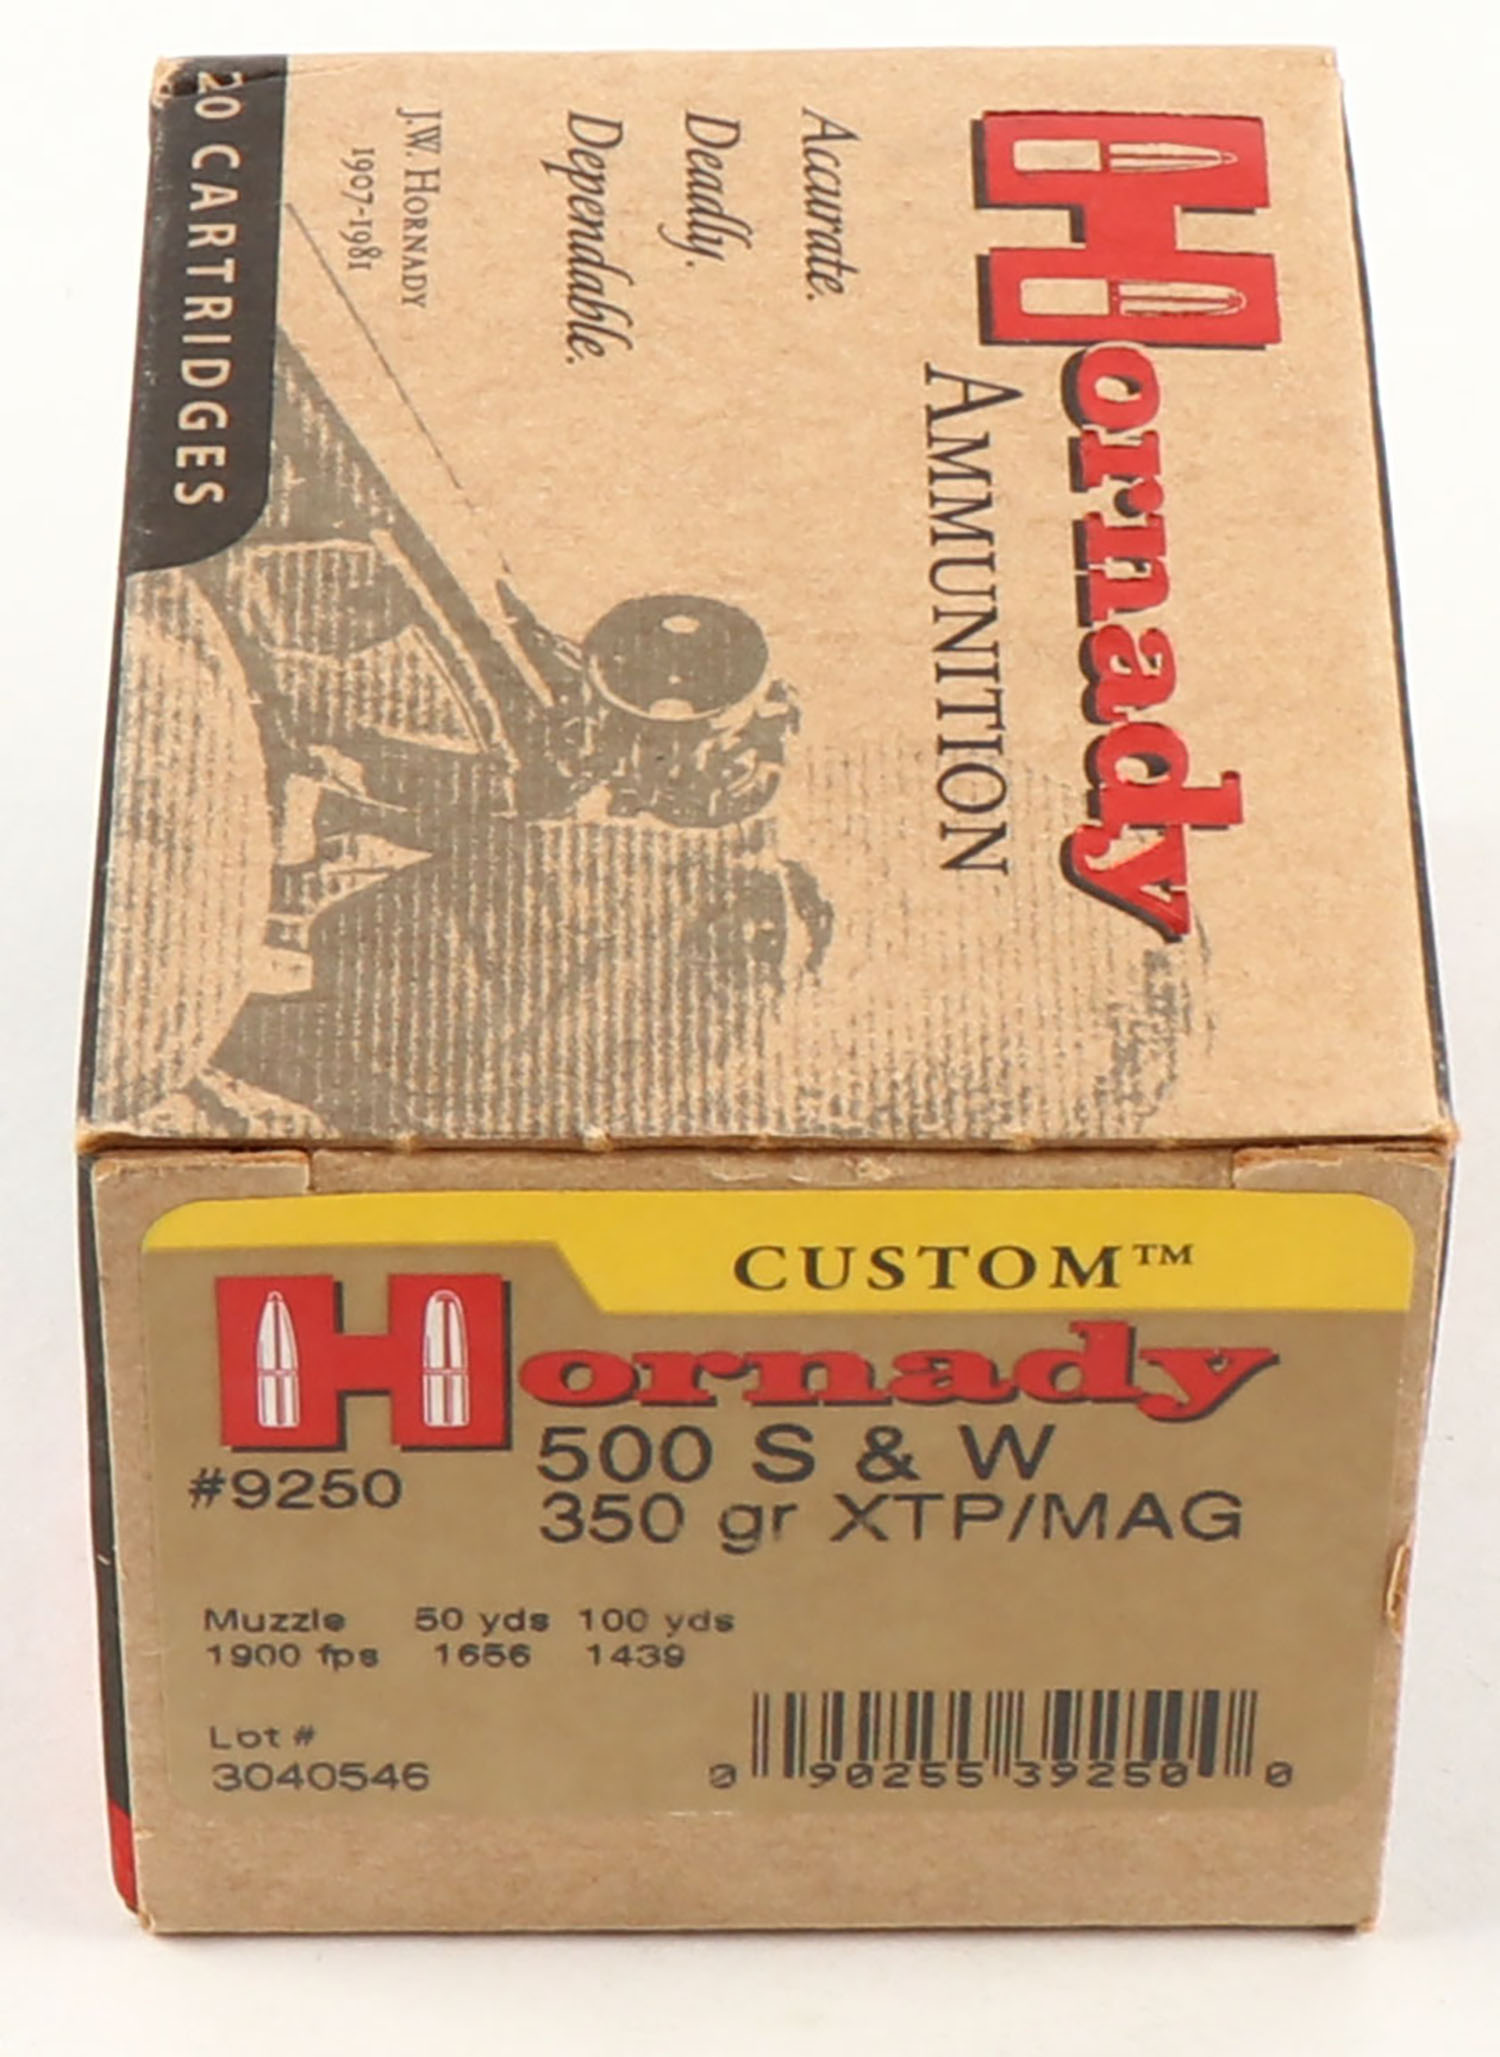 Hornady
AMMUNITION
Accurate.
Deadly.
Dependable.
J.W. HORNADY
1907-1981
20 CARTRIDGES
CUSTOM™
Hornady
#9250
500 S & W
350 gr XTP/MAG
Muzzle 50 yds 100 yds
1900 fps 1656 1439
Lot #
3040546
0 90255 39250 0